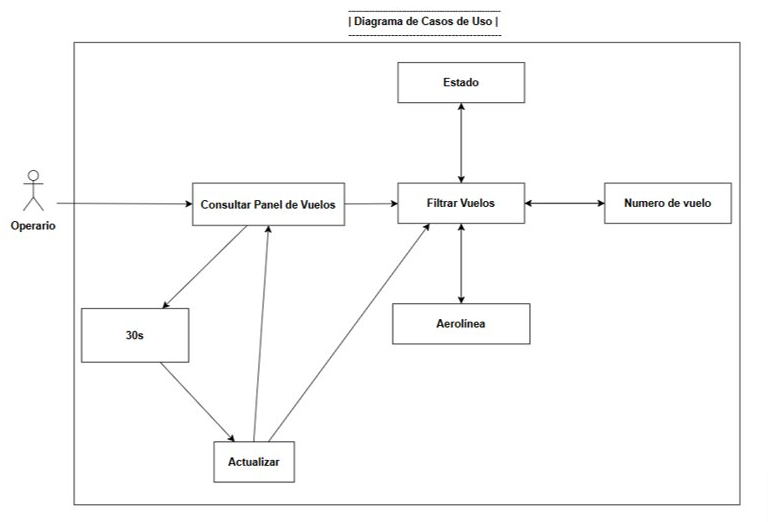 | Diagrama de Casos de Uso |
Estado
Operario
Consultar Panel de Vuelos
Filtrar Vuelos
Numero de vuelo
30s
Aerolínea
Actualizar